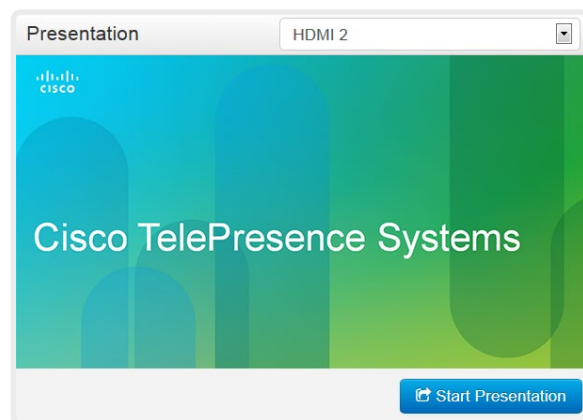 Presentation
HDMI 2
CISCO
Cisco TelePresence Systems
Start Presentation